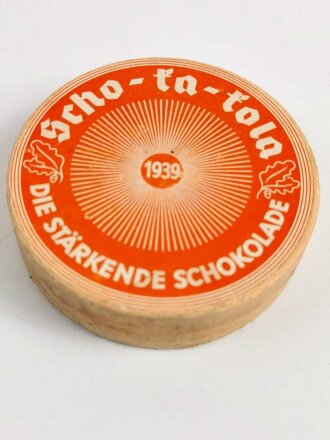 Scho-ka-kola
1939
DIE STÄRKENDE SCHOKOLADE